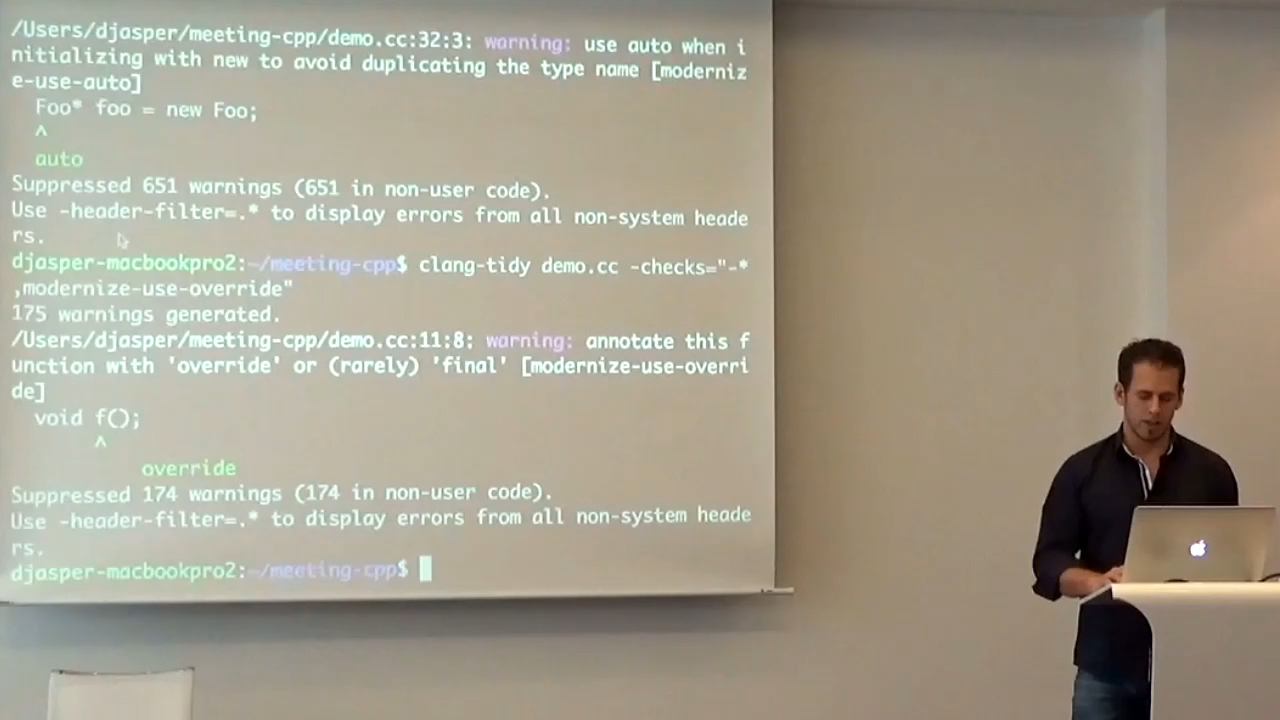 /Users/djasper/meeting-cpp/demo.cc:32:3: warning: use auto when i
nitializing with new to avoid duplicating the type name [moderniz
e-use-auto]
Foo* foo = new Foo;
^
auto
Suppressed 651 warnings (651 in non-user code).
Use -header-filter=.* to display errors from all non-system heade
rs.
djasper-macbookpro2:~/meeting-cpp$ clang-tidy demo.cc -checks="-*
,modernize-use-override"
175 warnings generated.
/Users/djasper/meeting-cpp/demo.cc:11:8: warning: annotate this f
unction with 'override' or (rarely) 'final' [modernize-use-overri
de]
void f();
^
override
Suppressed 174 warnings (174 in non-user code).
Use -header-filter=.* to display errors from all non-system heade
rs.
djasper-macbookpro2:~/meeting-cpp$